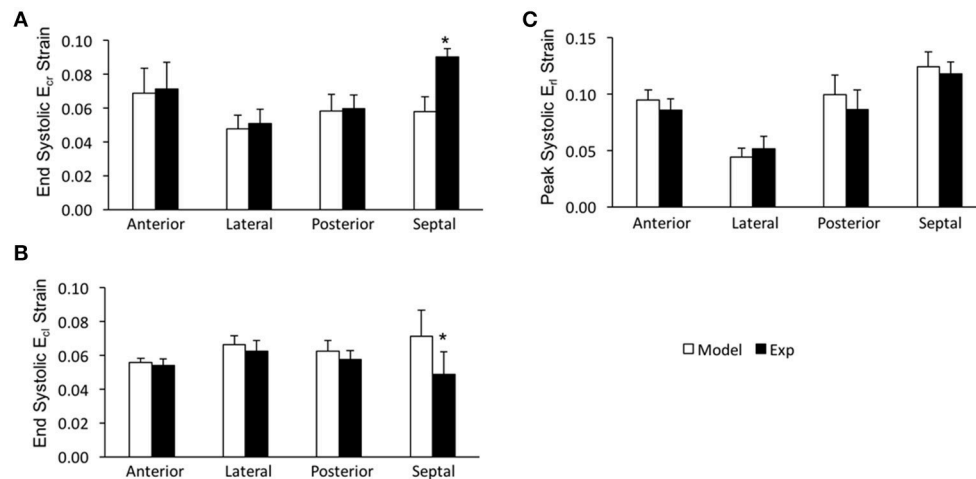 A
End Systolic Ecr Strain
0.10
0.08
0.06
0.04
0.02
0.00
*
Anterior Lateral Posterior Septal
B
End Systolic Ecl Strain
0.10
0.08
0.06
0.04
0.02
0.00
*
Anterior Lateral Posterior Septal
C
Peak Systolic Erl Strain
0.15
0.10
0.05
0.00
Anterior Lateral Posterior Septal
Model Exp